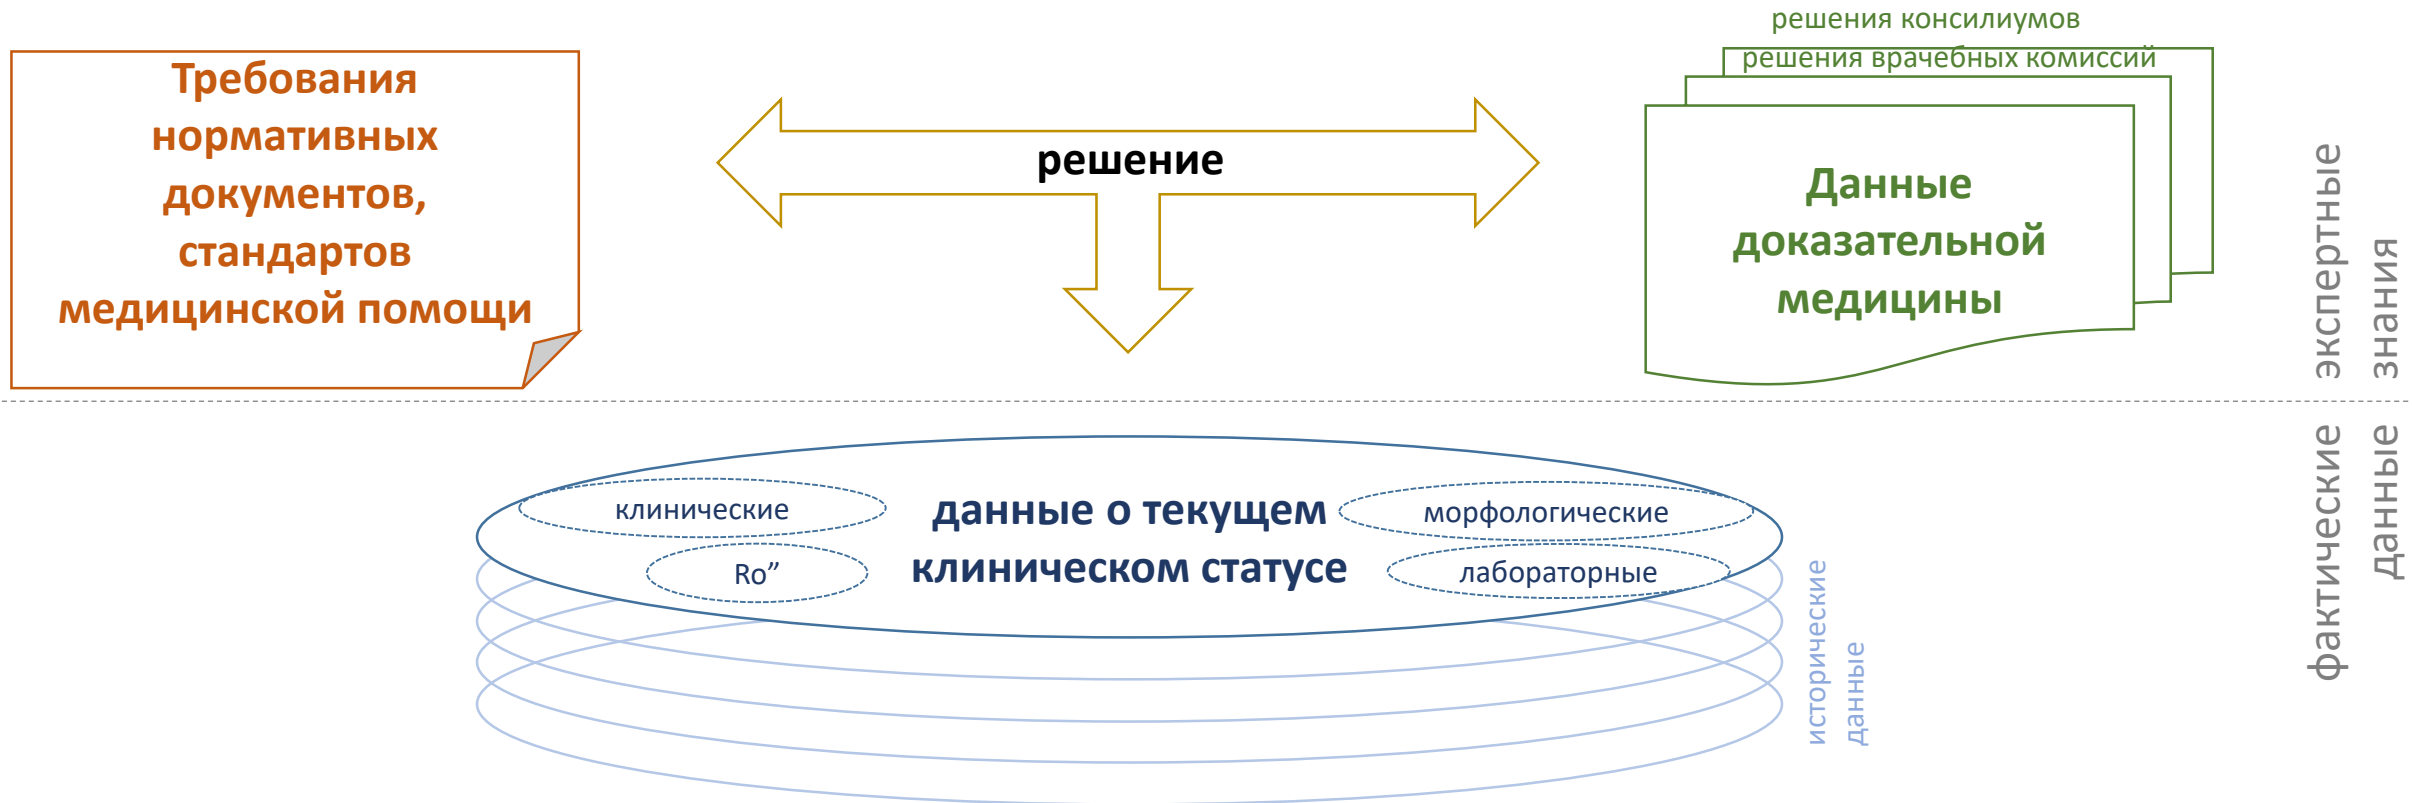 Требования
нормативных
документов,
стандартов
медицинской помощи
решение
решения консилиумов
решения врачебных комиссий
Данные
доказательной
медицины
экспертные
знания
данные о текущем
клиническом статусе
клинические
Ro”
морфологические
лабораторные
исторические
данные
фактические
данные